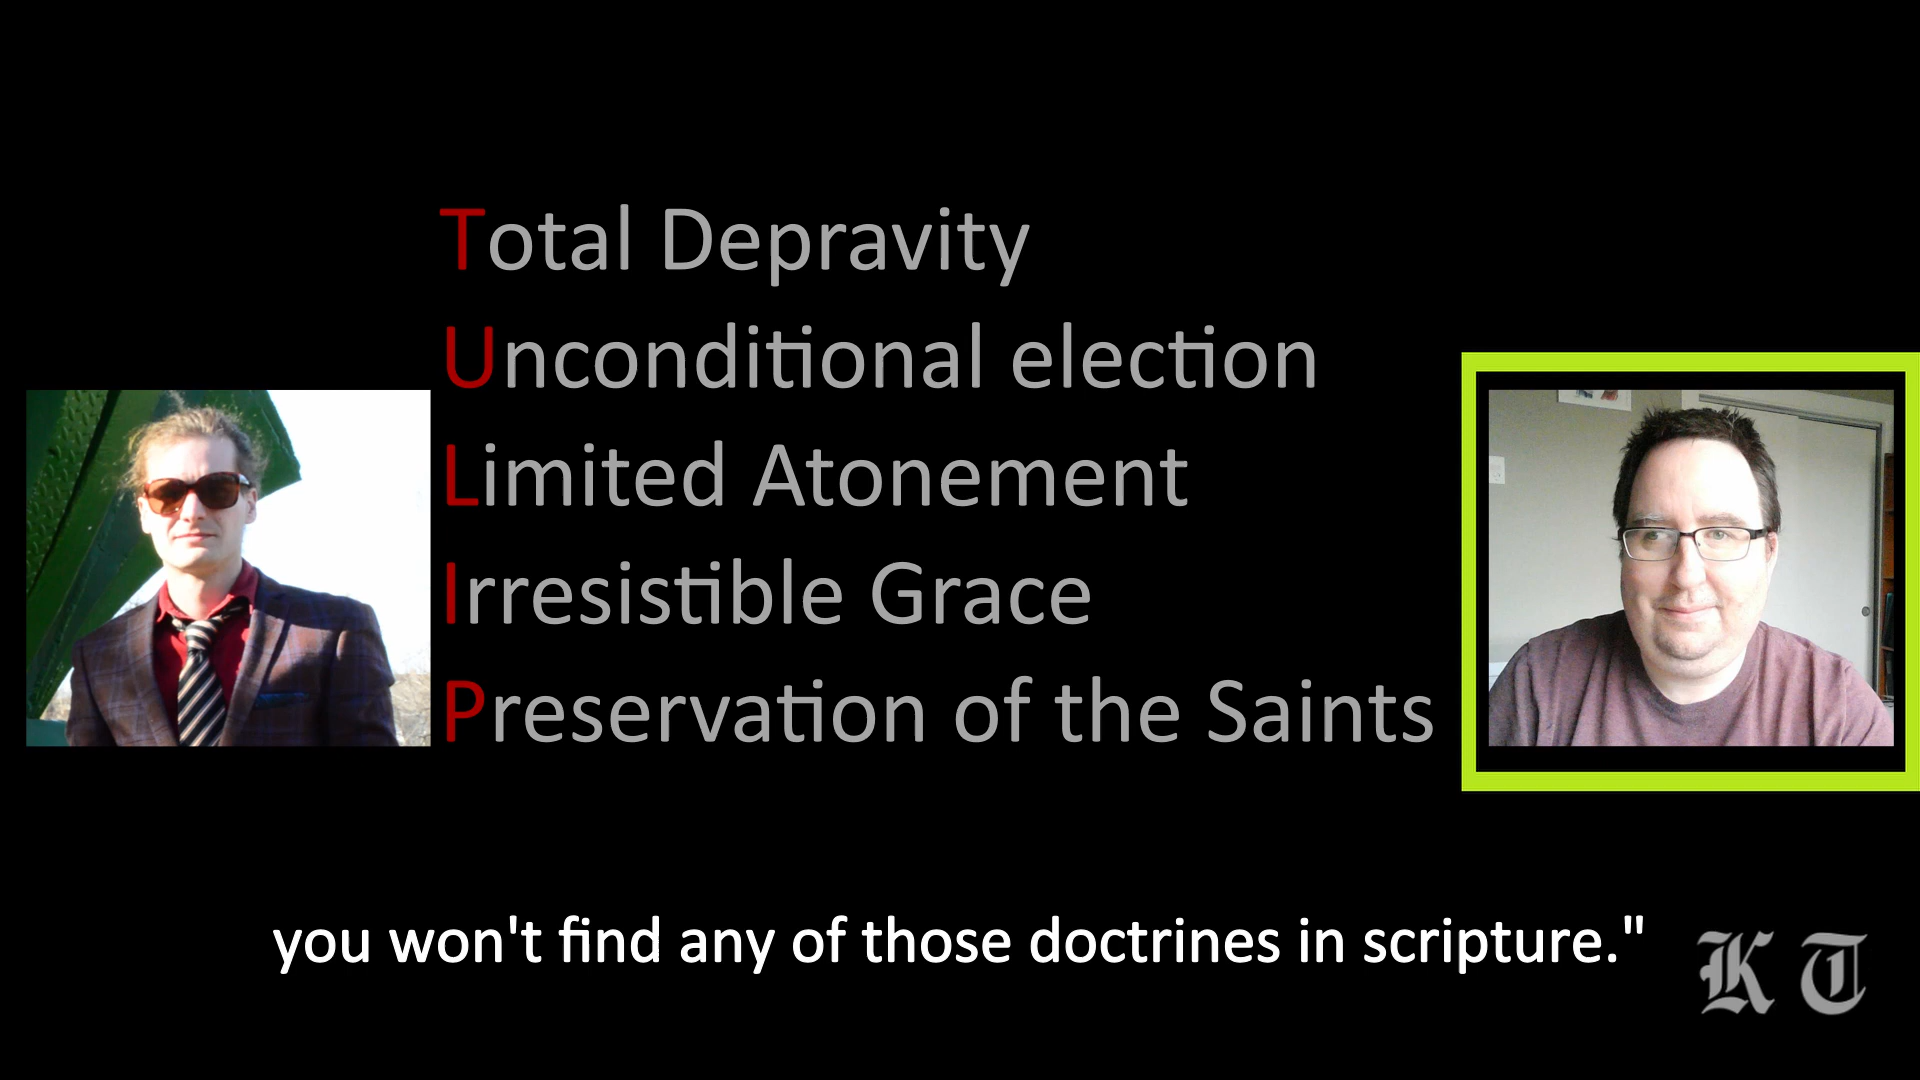 Total Depravity
Unconditional election
Limited Atonement
Irresistible Grace
Preservation of the Saints
you won't find any of those doctrines in scripture."
K T